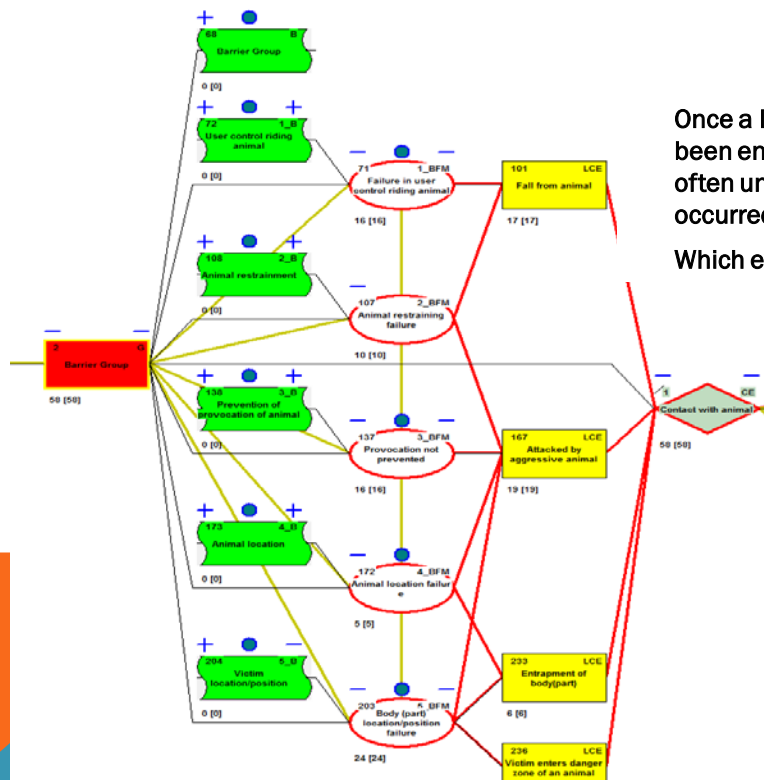 68 B
Barrier Group
0 [0]
72 1_B
User control riding
animal
0 [0]
71 1_BFM
Failure in user
control riding animal
16 [16]
101 LCE
Fall from animal
17 [17]
Once a
been en
often un
occurred
Which e
108 2_B
Animal restrainment
0 [0]
107 2_BFM
Animal restraining
failure
10 [10]
2 G
Barrier Group
58 [58]
138 3_B
Prevention of
provocation of animal
0 [0]
137 3_BFM
Provocation not
prevented
16 [16]
167 LCE
Attacked by
aggressive animal
19 [19]
1 CE
Contact with animal
58 [58]
173 4_B
Animal location
0 [0]
172 4_BFM
Animal location failur
e
5 [5]
204 5_B
Victim
location/position
0 [0]
203 5_BFM
Body (part)
location/position
failure
24 [24]
233 LCE
Entrapment of
body(part)
6 [6]
236 LCE
Victim enters danger
zone of an animal